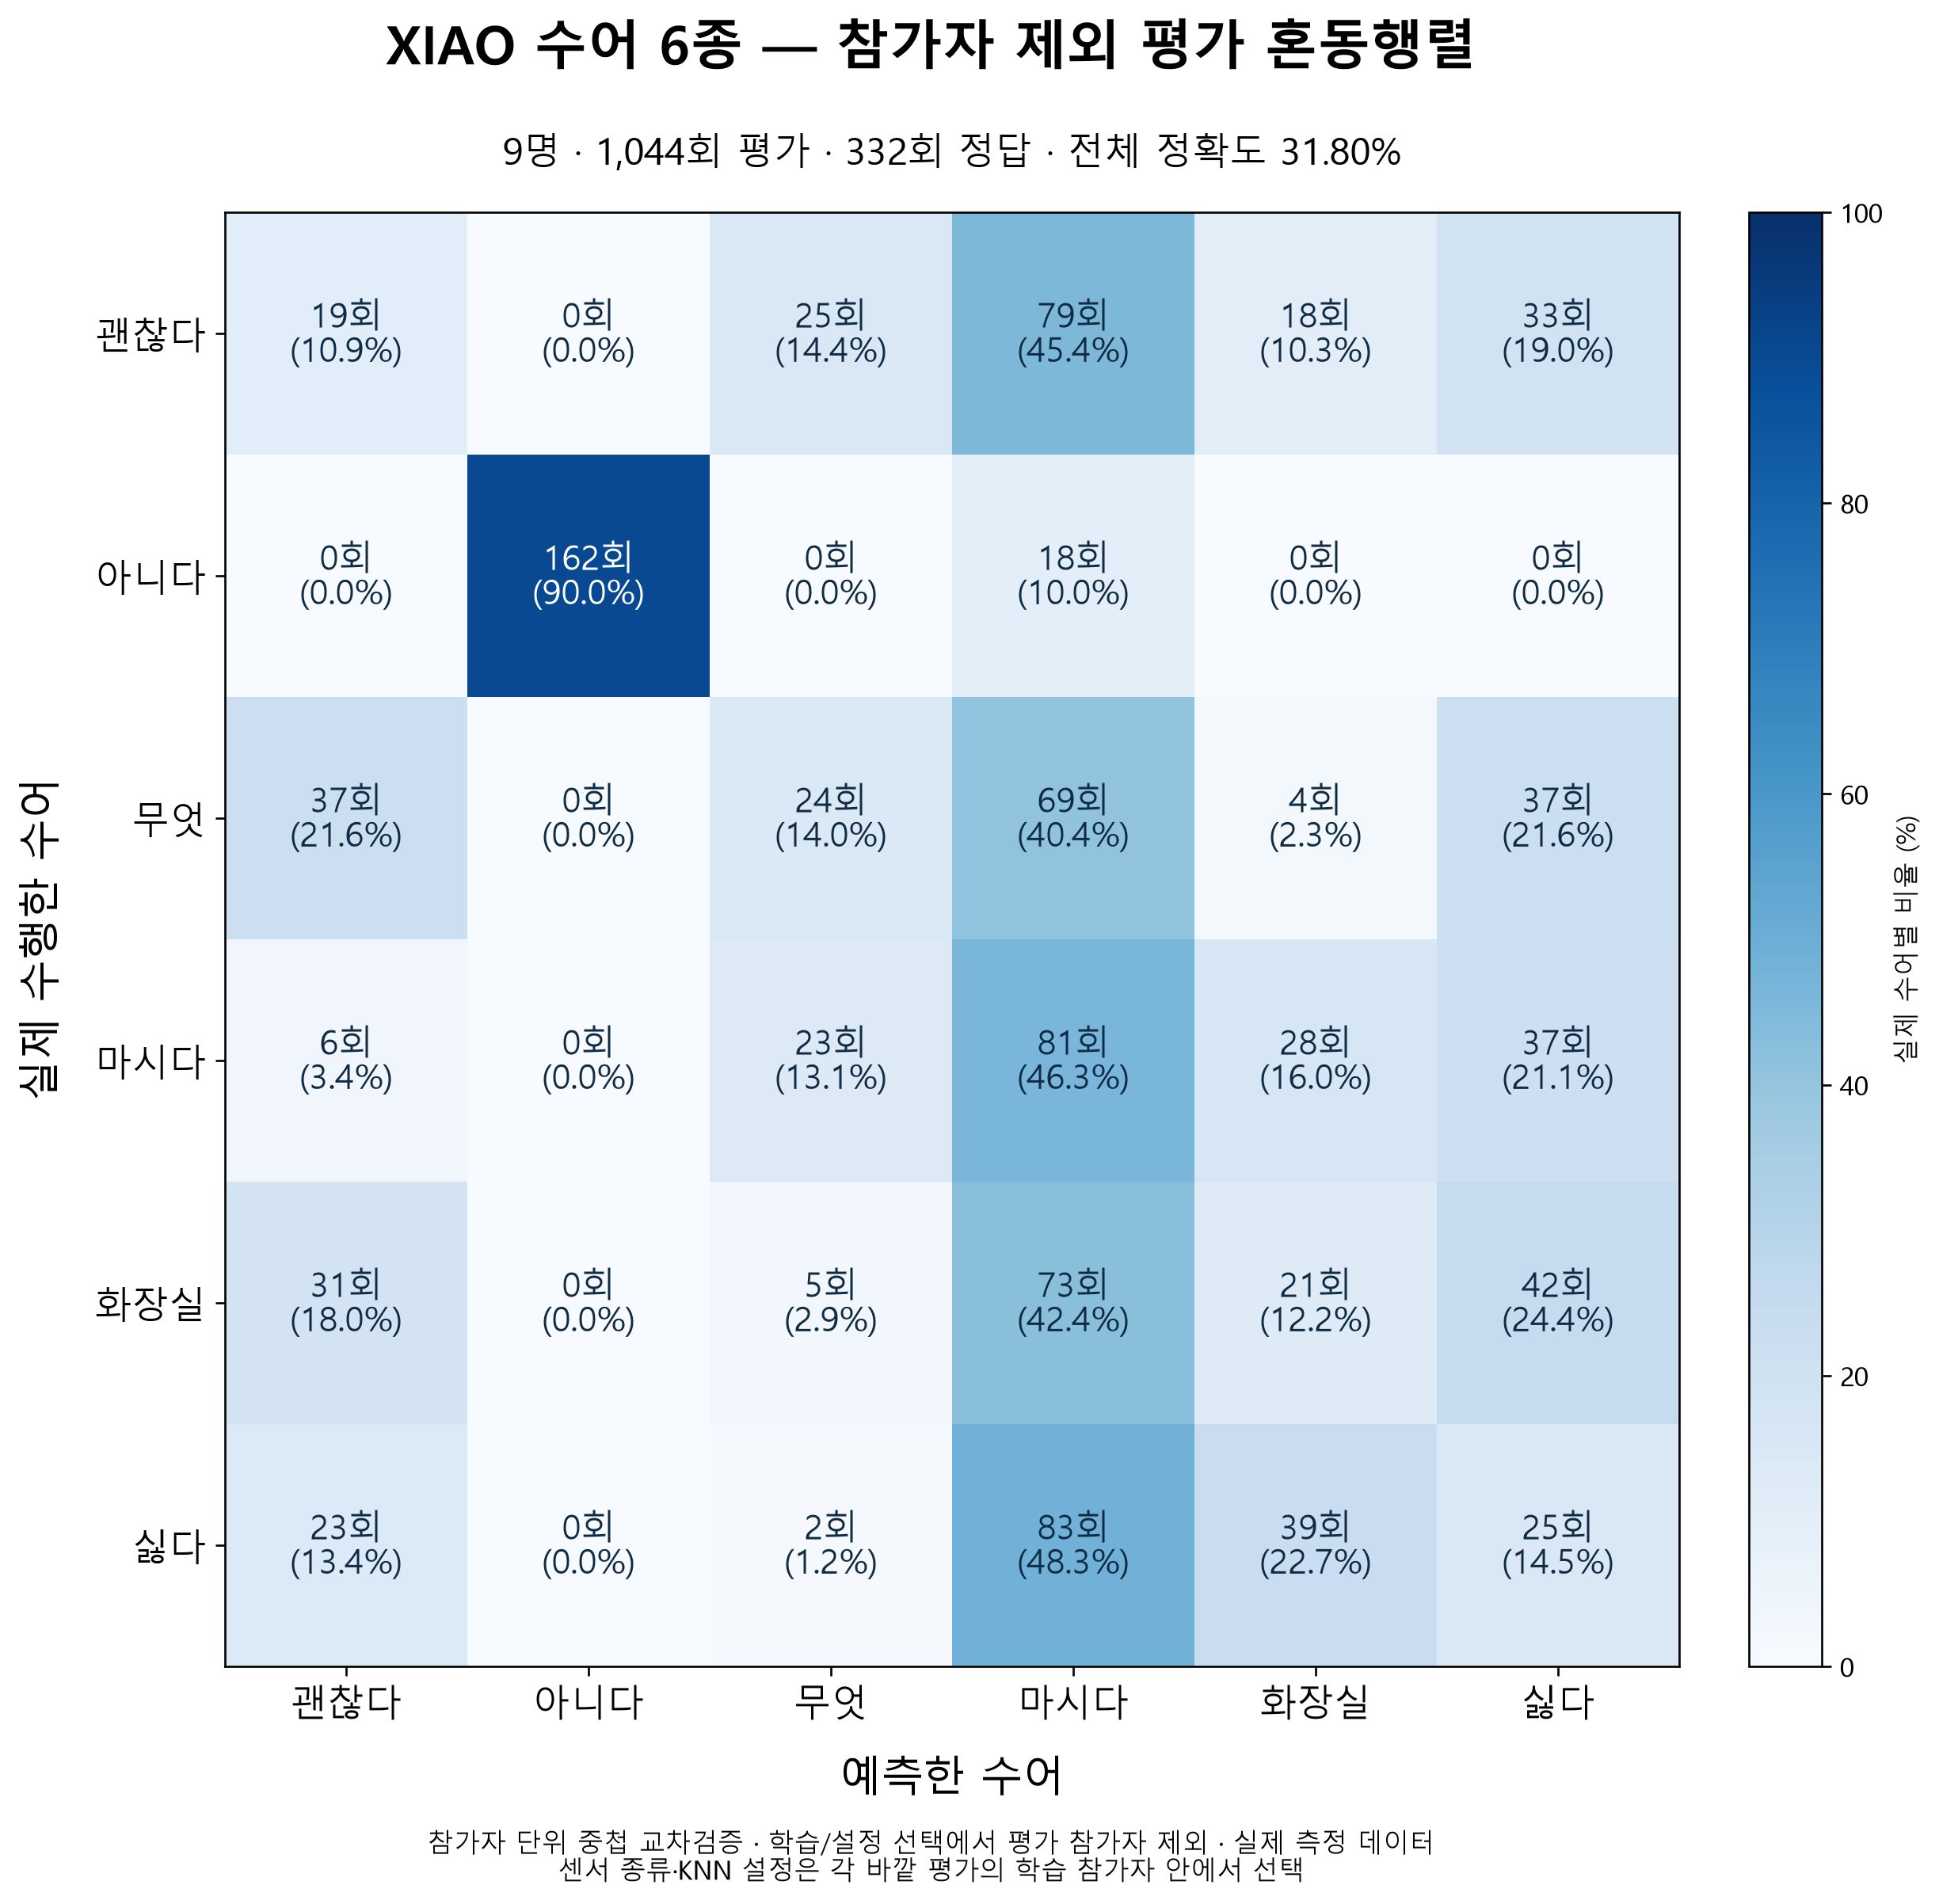 XIAO 수어 6종 — 참가자 제외 평가 혼동행렬
9명 · 1,044회 평가 · 332회 정답 · 전체 정확도 31.80%
실제 수행한 수어
괜찮다
19회
(10.9%)
0회
(0.0%)
25회
(14.4%)
79회
(45.4%)
18회
(10.3%)
33회
(19.0%)
아니다
0회
(0.0%)
162회
(90.0%)
0회
(0.0%)
18회
(10.0%)
0회
(0.0%)
0회
(0.0%)
무엇
37회
(21.6%)
0회
(0.0%)
24회
(14.0%)
69회
(40.4%)
4회
(2.3%)
37회
(21.6%)
마시다
6회
(3.4%)
0회
(0.0%)
23회
(13.1%)
81회
(46.3%)
28회
(16.0%)
37회
(21.1%)
화장실
31회
(18.0%)
0회
(0.0%)
5회
(2.9%)
73회
(42.4%)
21회
(12.2%)
42회
(24.4%)
싫다
23회
(13.4%)
0회
(0.0%)
2회
(1.2%)
83회
(48.3%)
39회
(22.7%)
25회
(14.5%)
괜찮다
아니다
무엇
마시다
화장실
싫다
예측한 수어
100
80
60
40
20
0
실제 수어별 비율 (%)
참가자 단위 중첩 교차검증 · 학습/설정 선택에서 평가 참가자 제외 · 실제 측정 데이터
센서 종류·KNN 설정은 각 바깥 평가의 학습 참가자 안에서 선택